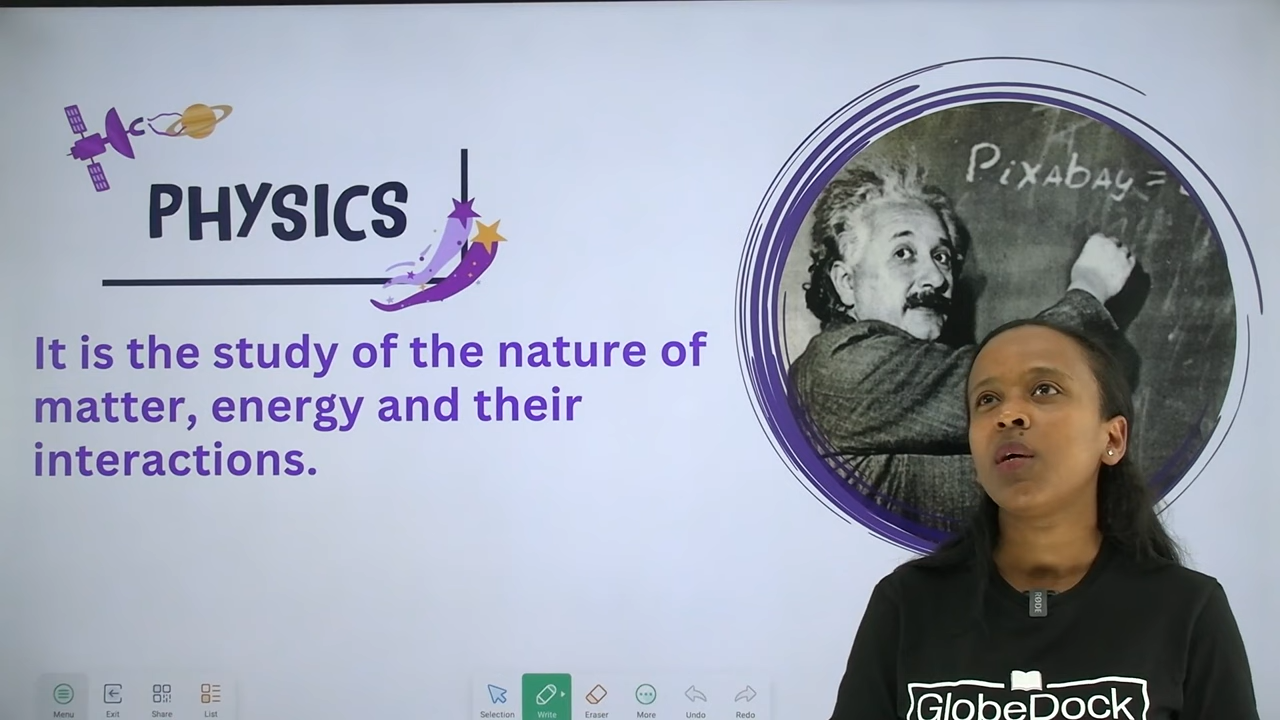 PHYSICS
Pixabay =
It is the study of the nature of
matter, energy and their
interactions.
RODE
GlobeDock
Menu
Exit
Share
List
Selection
Write
Eraser
More
Undo
Redo